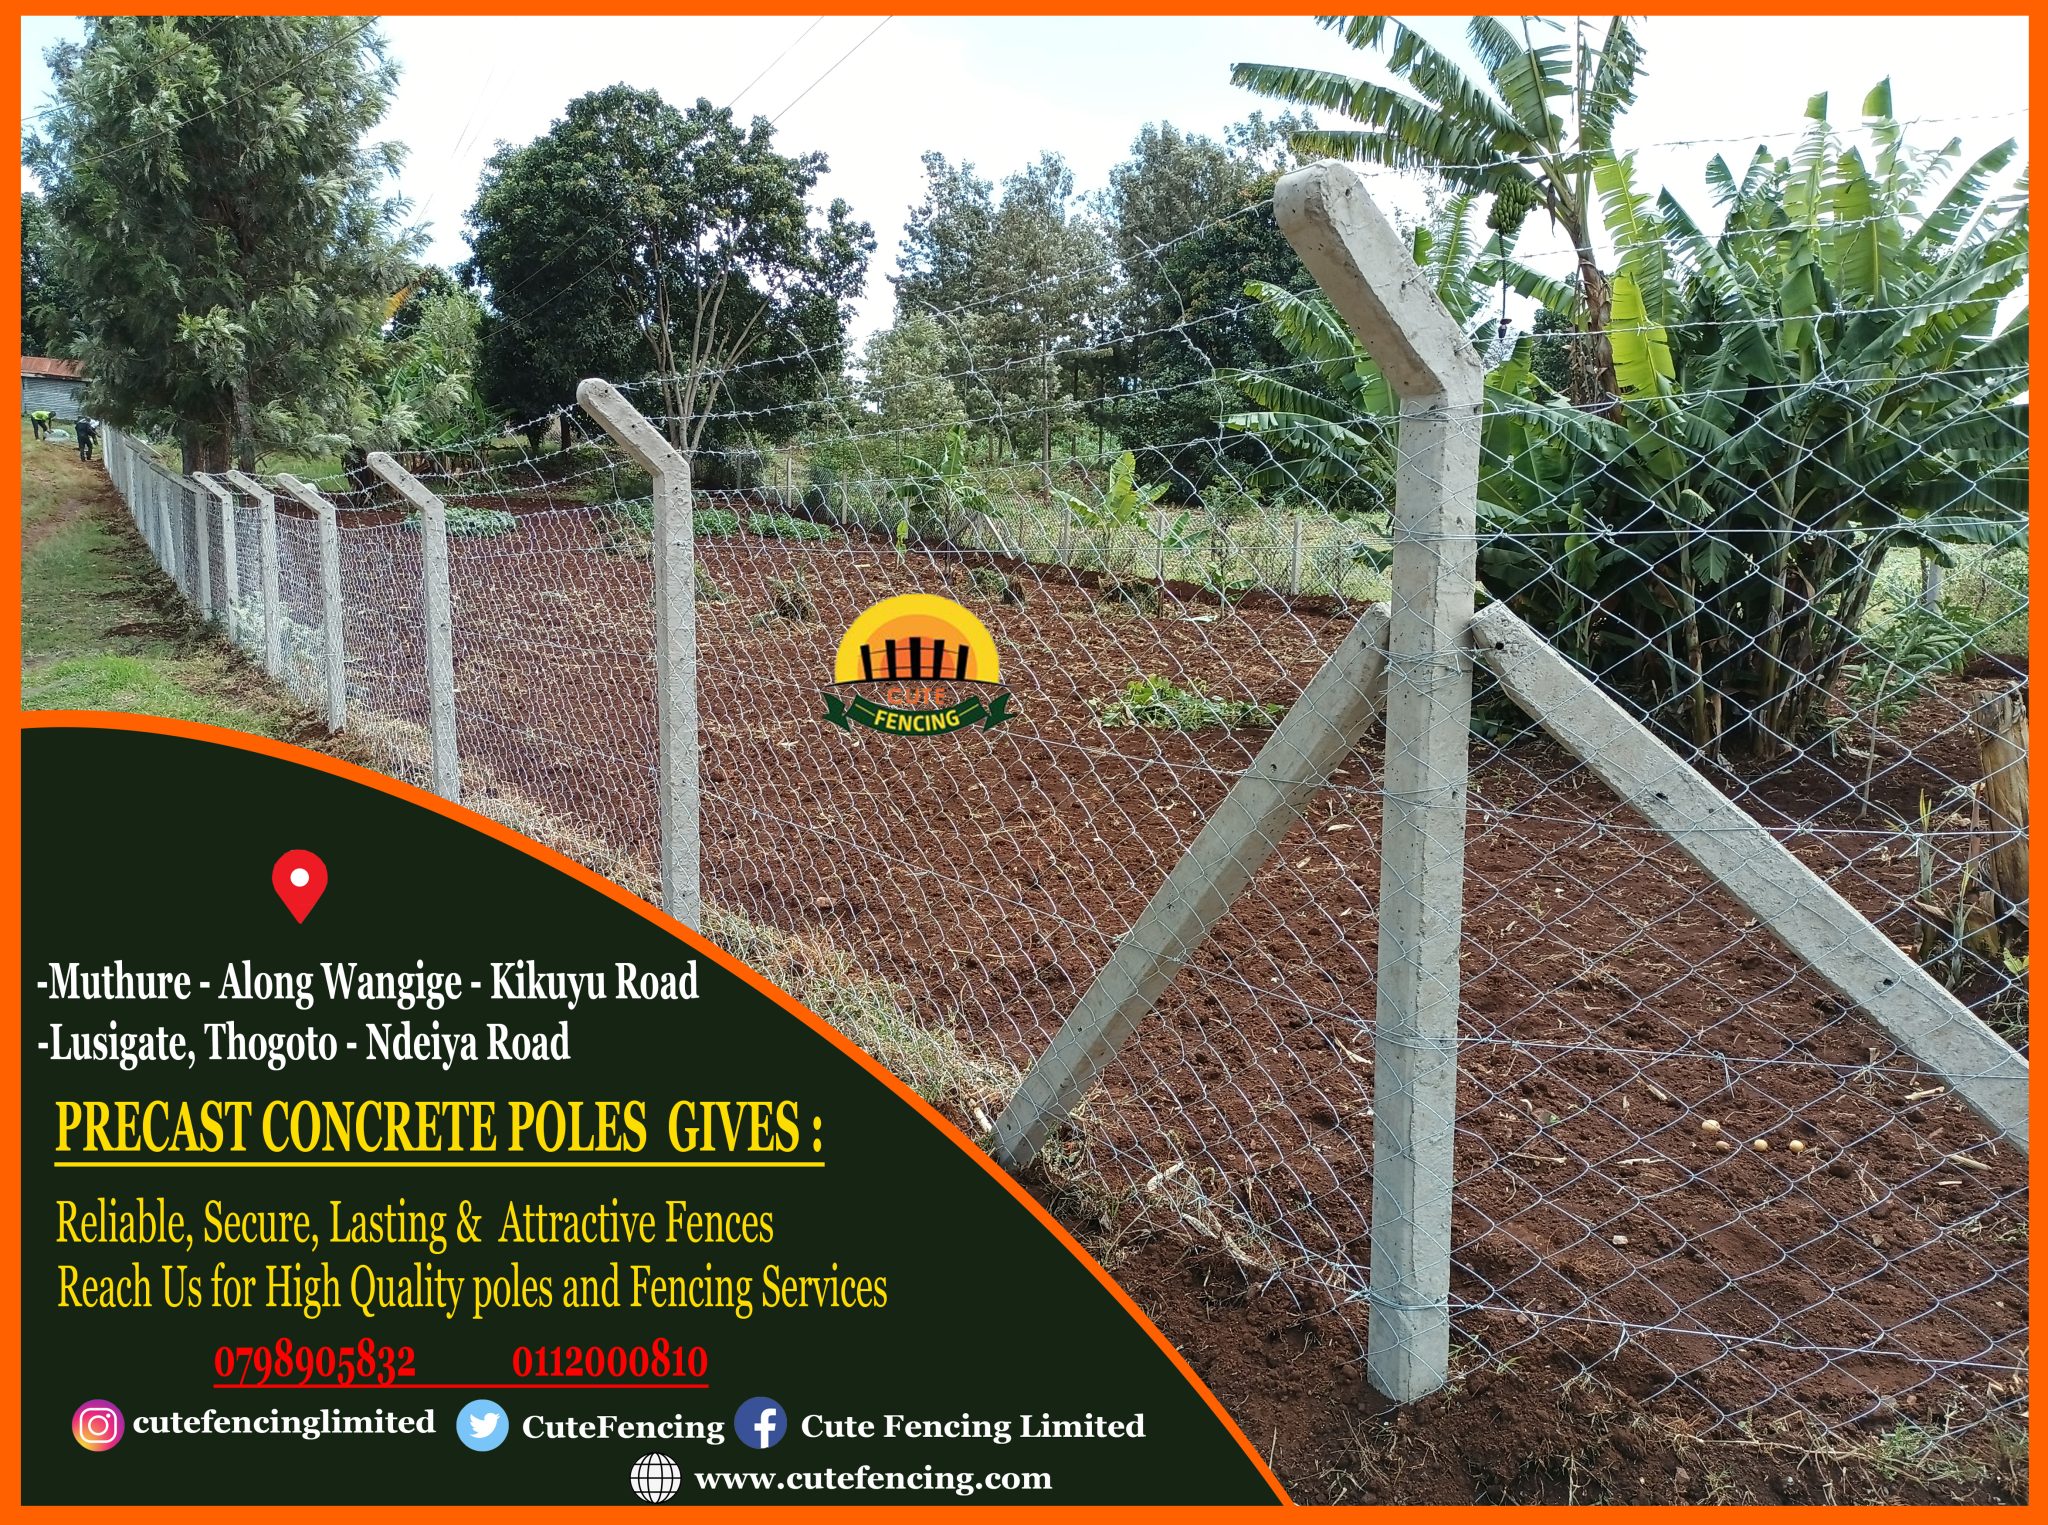 CUTE
FENCING
-Muthure - Along Wangige - Kikuyu Road
-Lusigate, Thogoto - Ndeiya Road
PRECAST CONCRETE POLES GIVES :
Reliable, Secure, Lasting & Attractive Fences
Reach Us for High Quality poles and Fencing Services
0798905832 0112000810
cutefencinglimited CuteFencing Cute Fencing Limited
www.cutefencing.com